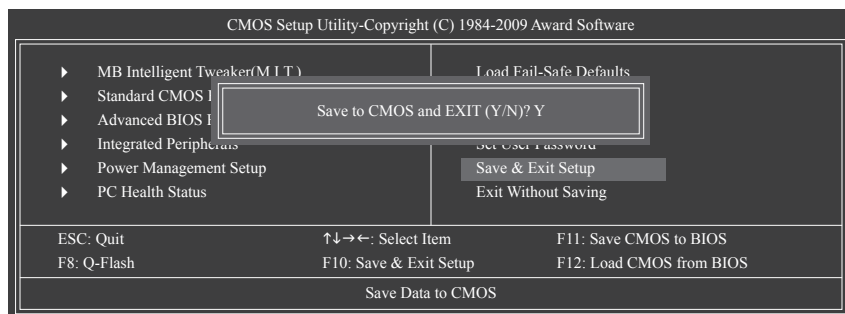 CMOS Setup Utility-Copyright (C) 1984-2009 Award Software
MB Intelligent Tweaker(M.I.T.)
Standard CMOS
Advanced BIOS
Integrated Peripherals
Power Management Setup
PC Health Status
Load Fail-Safe Defaults
Set User Password
Save & Exit Setup
Exit Without Saving
Save to CMOS and EXIT (Y/N)? Y
ESC: Quit
↑↓→←: Select Item
F11: Save CMOS to BIOS
F8: Q-Flash
F10: Save & Exit Setup
F12: Load CMOS from BIOS
Save Data to CMOS